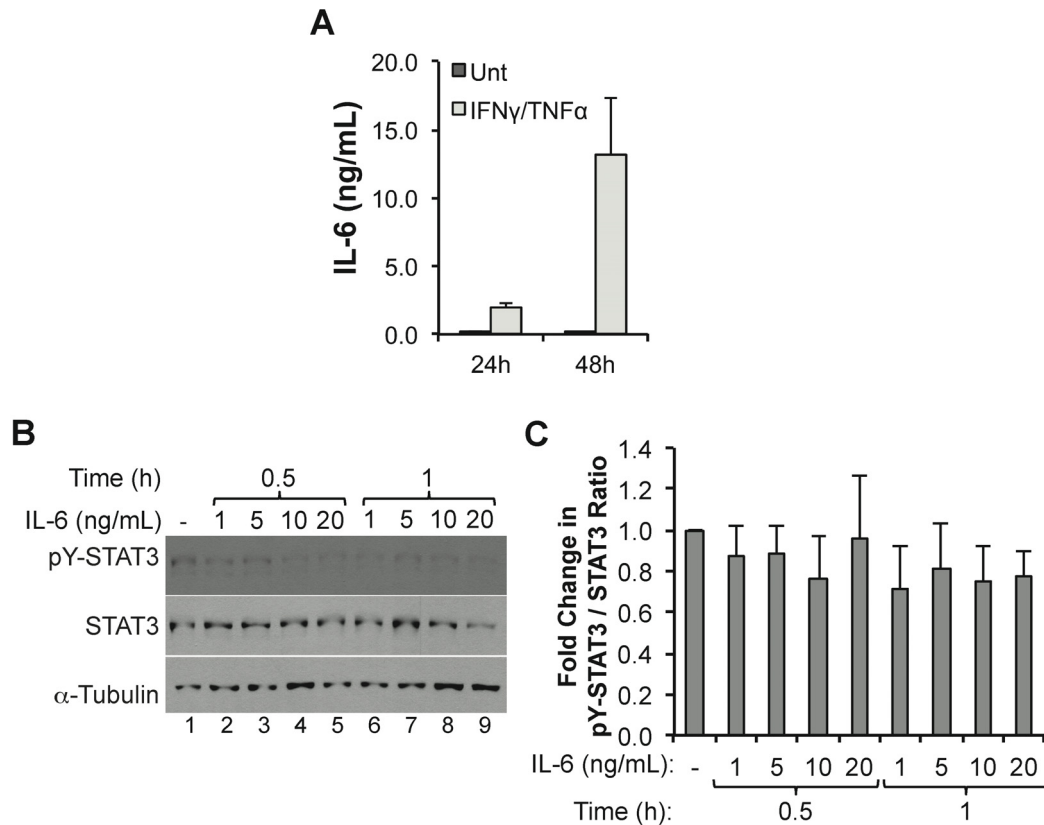 A
20.0
15.0
10.0
5.0
0.0
IL-6 (ng/mL)
Unt
IFNγ/TNFα
24h 48h
B
Time (h) 0.5 1
IL-6 (ng/mL) - 1 5 10 20 1 5 10 20
pY-STAT3
STAT3
α-Tubulin
1 2 3 4 5 6 7 8 9
C
Fold Change in
pY-STAT3 / STAT3 Ratio
1.4
1.2
1.0
0.8
0.6
0.4
0.2
0.0
IL-6 (ng/mL): - 1 5 10 20 1 5 10 20
Time (h): 0.5 1